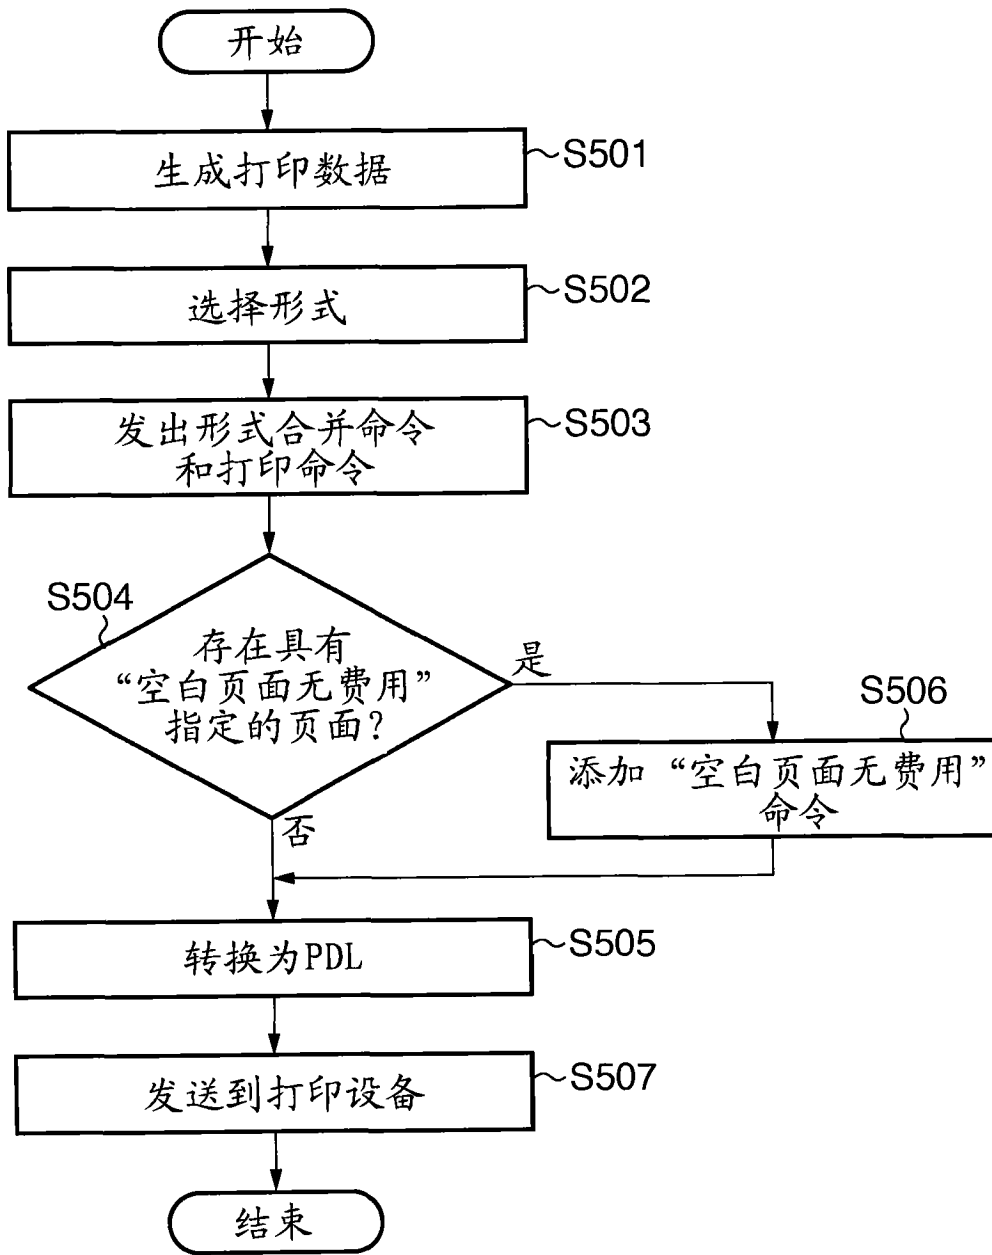 开始
生成打印数据
S501
选择形式
S502
发出形式合并命令
和打印命令
S503
S504
存在具有
“空白页面无费用”
指定的页面?
是
否
S506
添加“空白页面无费用”
命令
转换为PDL
S505
发送到打印设备
S507
结束